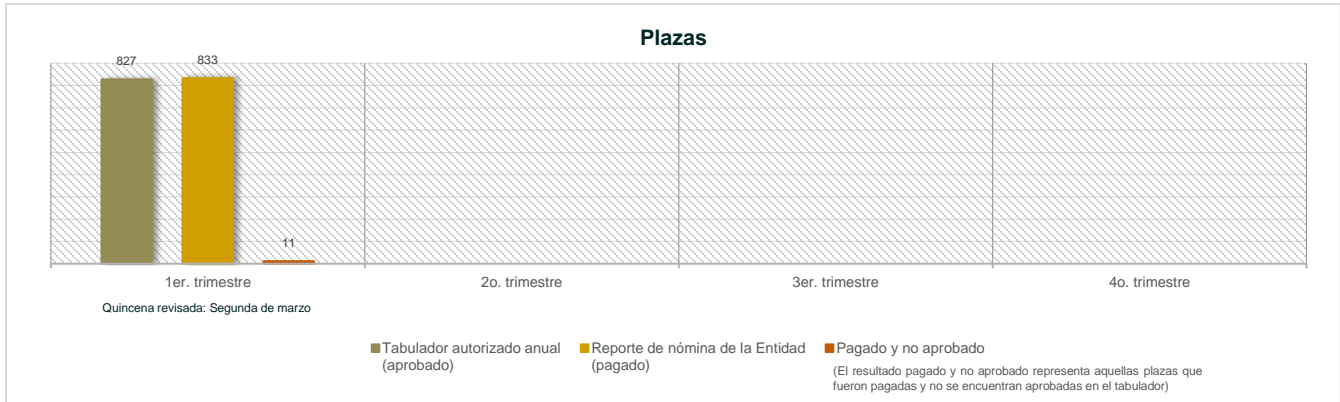 Plazas
827
833
11
1er. trimestre
2o. trimestre
3er. trimestre
4o. trimestre
Quincena revisada: Segunda de marzo
Tabulador autorizado anual
(aprobado)
Reporte de nómina de la Entidad
(pagado)
Pagado y no aprobado
(El resultado pagado y no aprobado representa aquellas plazas que
fueron pagadas y no se encuentran aprobadas en el tabulador)